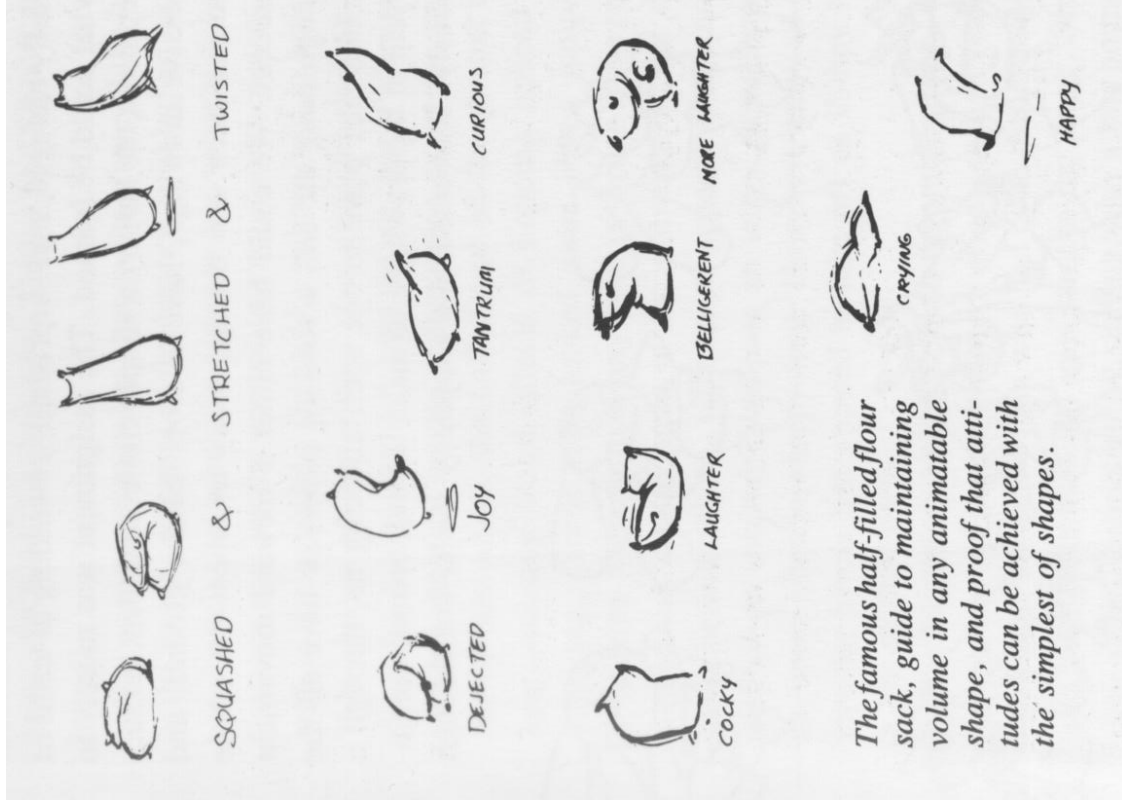 SQUASHED & STRETCHED & TWISTED
DEJECTED JOY TANTRUM CURIOUS
COCKY LAUGHTER BELLIGERENT MORE LAUGHTER
The famous half-filled flour
sack, guide to maintaining
volume in any animatable
shape, and proof that atti-
tudes can be achieved with
the simplest of shapes.
CRYING
HAPPY